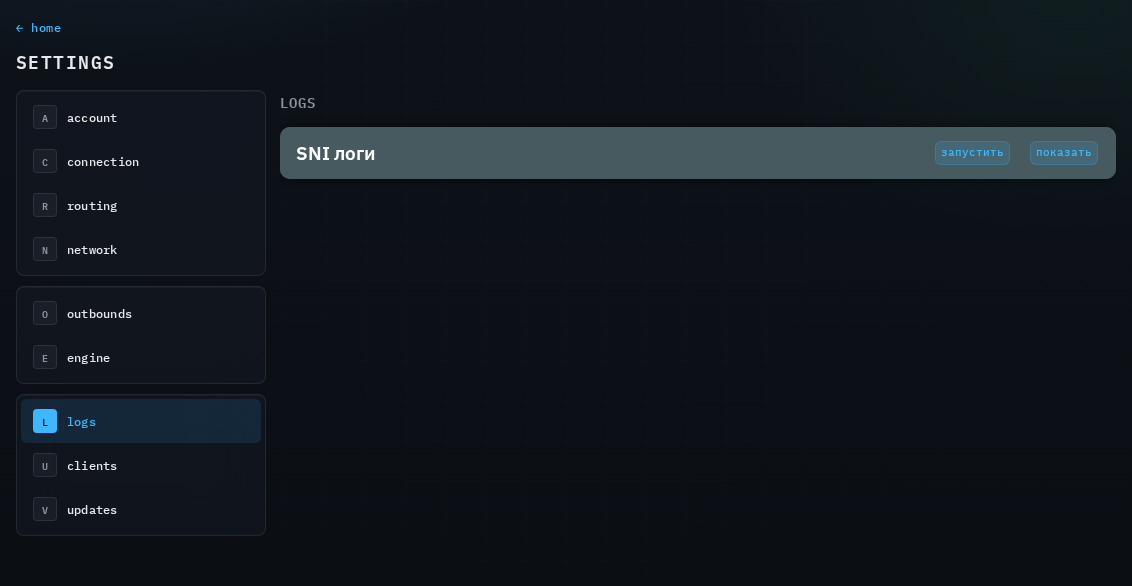 ← home
SETTINGS
A account
C connection
R routing
N network
O outbounds
E engine
L logs
U clients
V updates
LOGS
SNI логи запустить показать